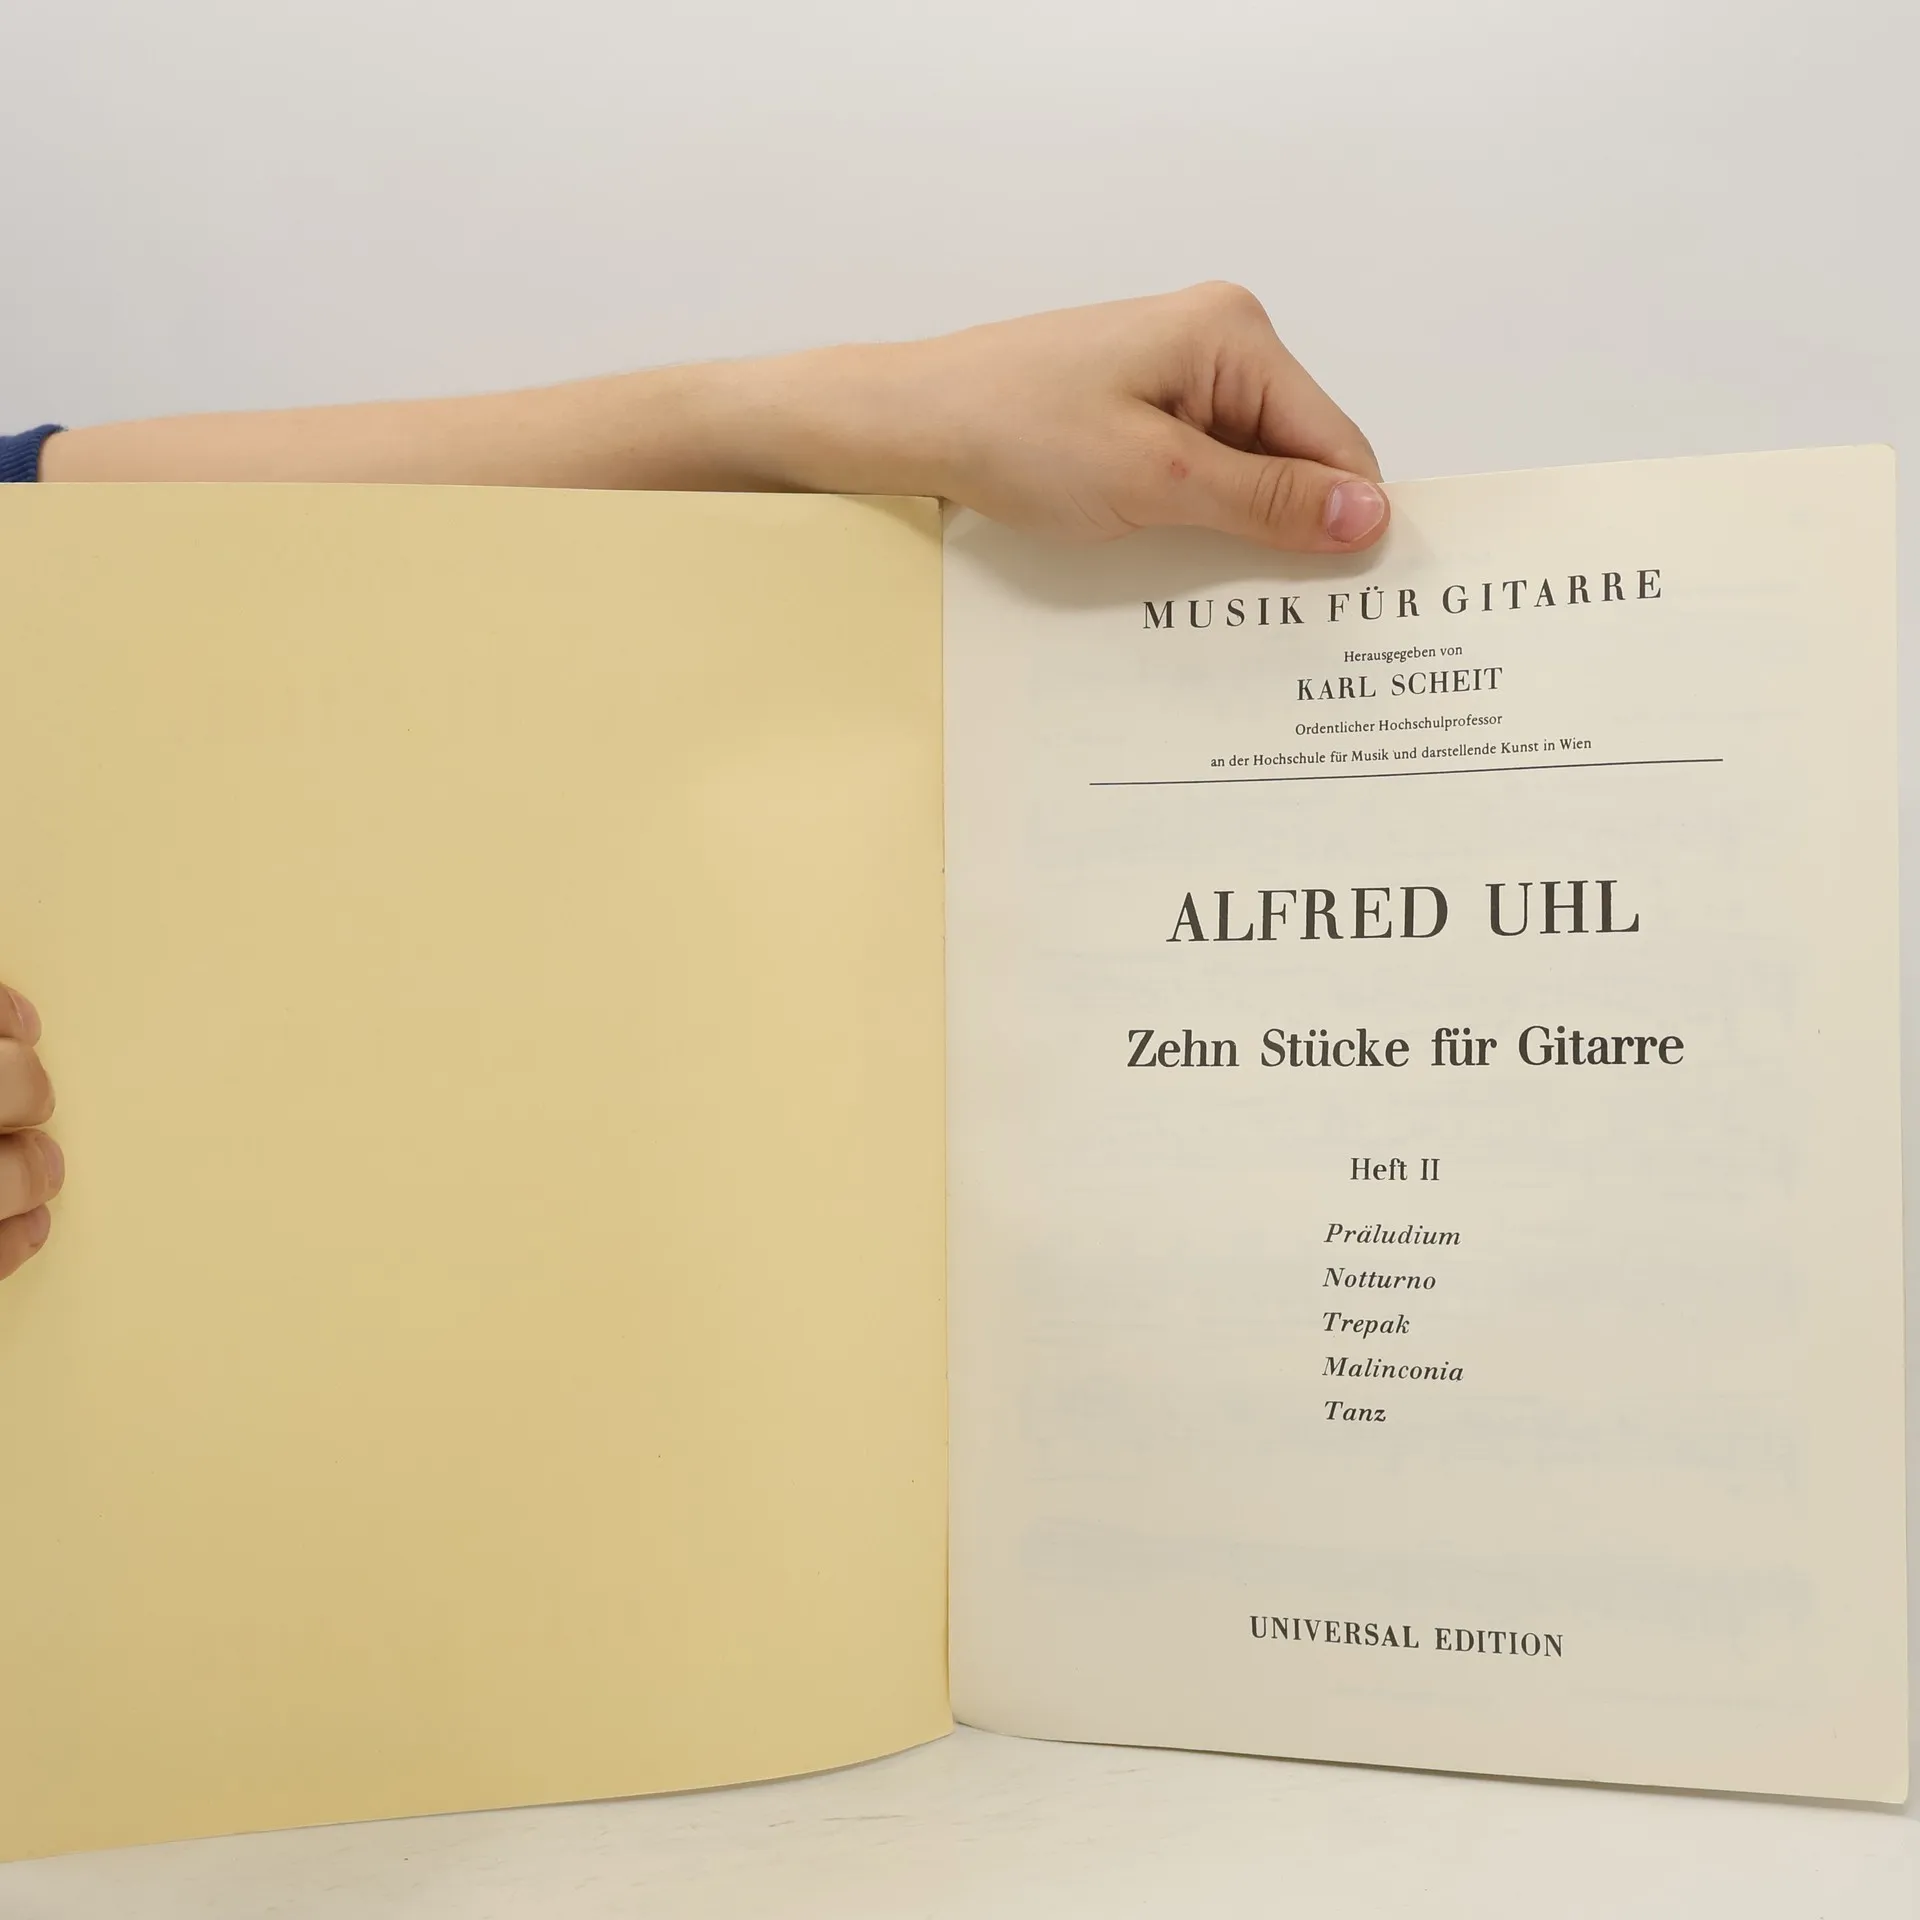 MUSIK FÜR GITARRE
Herausgegeben von
KARL SCHEIT
Ordentlicher Hochschulprofessor
an der Hochschule für Musik und darstellende Kunst in Wien
ALFRED UHL
Zehn Stücke für Gitarre
Heft II
Präludium
Notturno
Trepak
Malinconia
Tanz
UNIVERSAL EDITION